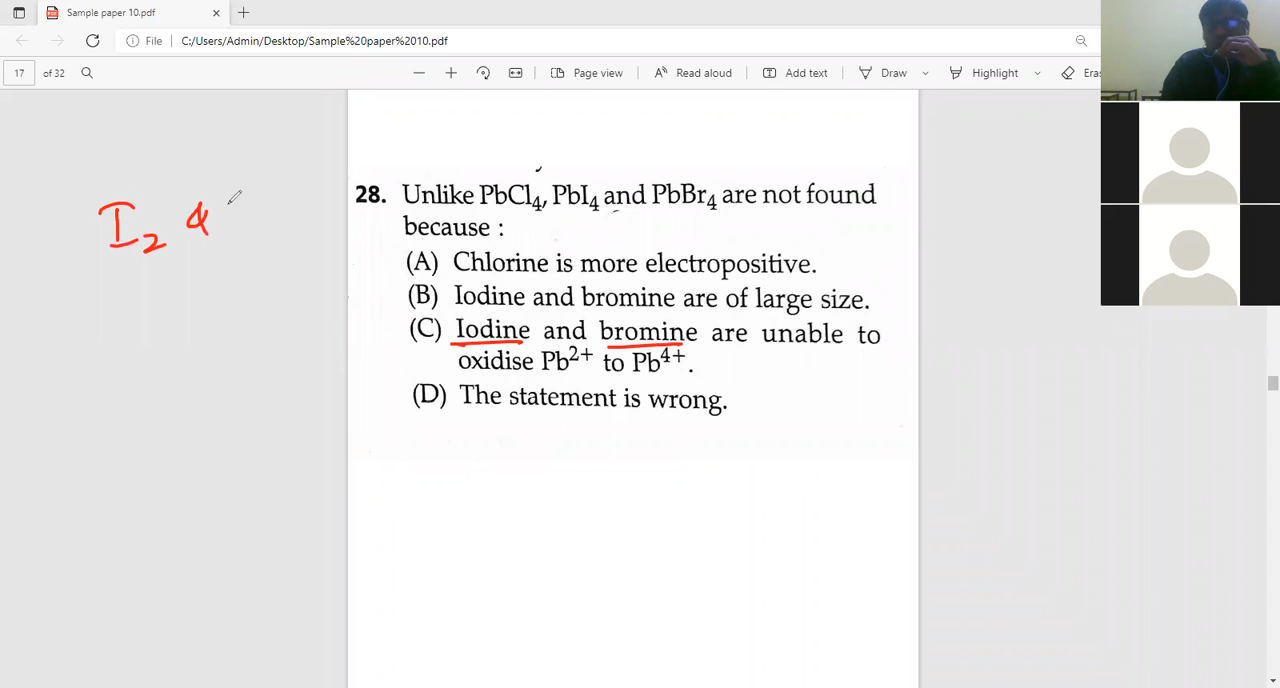 Sample paper 10.pdf
File C:/Users/Admin/Desktop/Sample%20paper%2010.pdf
17 of 32 Page view Read aloud Add text Draw Highlight Eras
28. Unlike PbCl₄, PbI₄ and PbBr₄ are not found
because :
(A) Chlorine is more electropositive.
(B) Iodine and bromine are of large size.
(C) Iodine and bromine are unable to
oxidise Pb²⁺ to Pb⁴⁺.
(D) The statement is wrong.
I₂ &